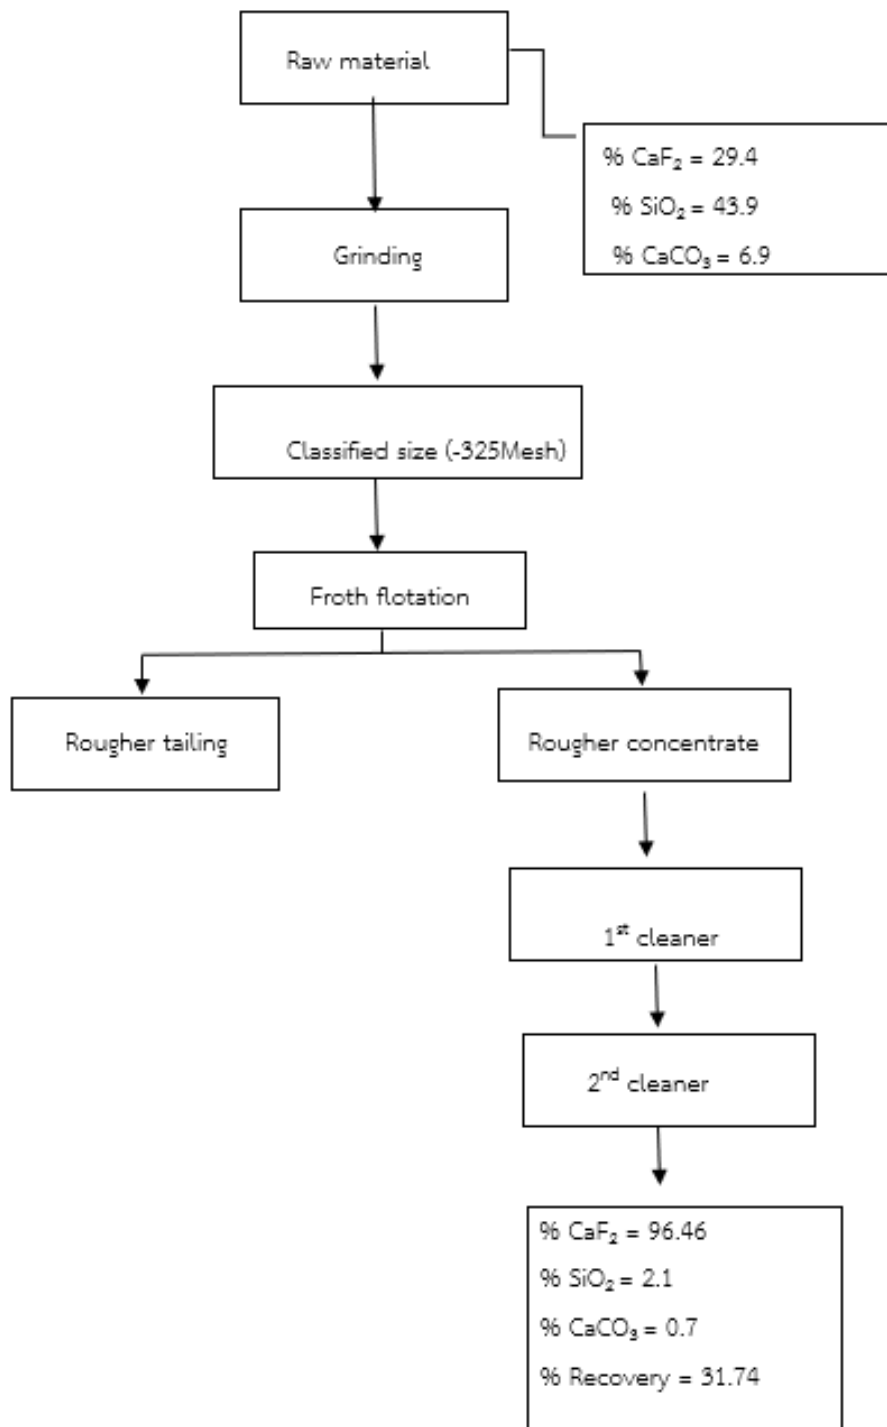 Raw material
% CaF₂ = 29.4
% SiO₂ = 43.9
% CaCO₃ = 6.9
Grinding
Classified size (-325Mesh)
Froth flotation
Rougher tailing
Rougher concentrate
1st cleaner
2nd cleaner
% CaF₂ = 96.46
% SiO₂ = 2.1
% CaCO₃ = 0.7
% Recovery = 31.74